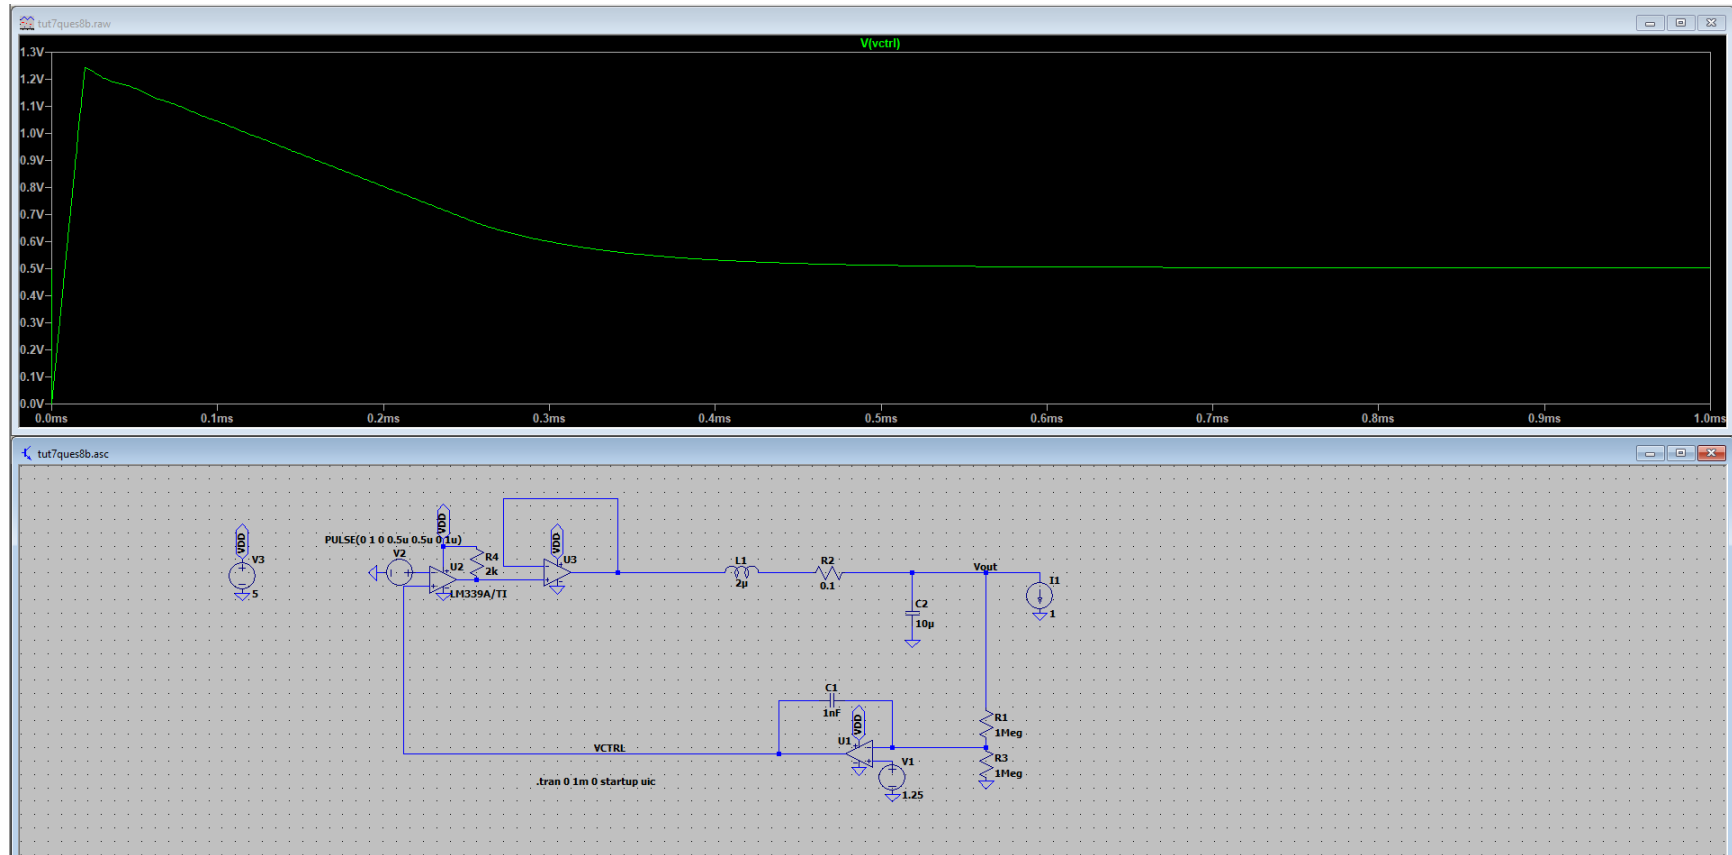 tut7ques8b.raw
V(vctrl)
1.3V
1.2V
1.1V
1.0V
0.9V
0.8V
0.7V
0.6V
0.5V
0.4V
0.3V
0.2V
0.1V
0.0V
0.0ms 0.1ms 0.2ms 0.3ms 0.4ms 0.5ms 0.6ms 0.7ms 0.8ms 0.9ms 1.0ms
tut7ques8b.asc
VDD
V3
5
PULSE(0 1 0 0.5u 0.5u 0.1u)
V2
VDD
U2
LM339A/TI
R4
2k
VDD
U3
L1
2µ
R2
0.1
Vout
C2
10µ
I1
1
C1
1nF
VDD
U1
V1
1.25
R1
1Meg
R3
1Meg
VCTRL
.tran 0 1m 0 startup uic